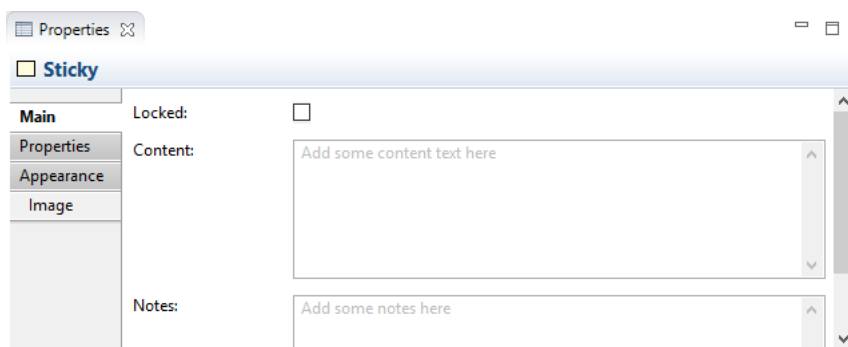 Properties
Sticky
Main
Properties
Appearance
Image
Locked:
Content:
Add some content text here
Notes:
Add some notes here